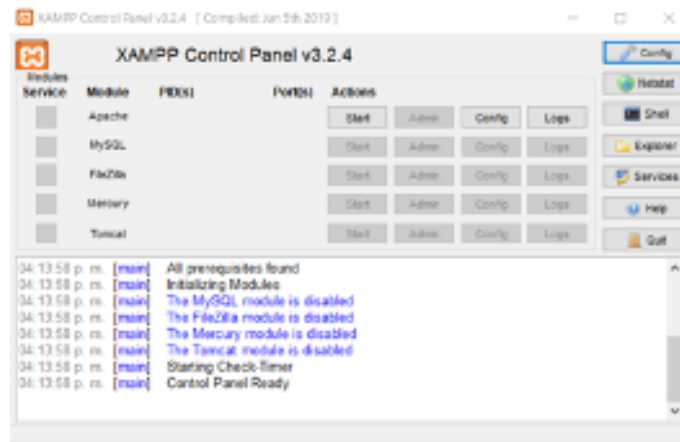 XAMPP Control Panel v3.2.4 [ Compiled: Jun 5th 2019 ]
XAMPP Control Panel v3.2.4
Config
Modules
Service Module PID(s) Port(s) Actions
Netstat
Apache Start Admin Config Logs
Shell
MySQL Start Admin Config Logs
Explorer
FileZilla Start Admin Config Logs
Services
Mercury Start Admin Config Logs
Help
Tomcat Start Admin Config Logs
Quit
04:13:58 p. m. [main] All prerequisites found
04:13:58 p. m. [main] Initializing Modules
04:13:58 p. m. [main] The MySQL module is disabled
04:13:58 p. m. [main] The FileZilla module is disabled
04:13:58 p. m. [main] The Mercury module is disabled
04:13:58 p. m. [main] The Tomcat module is disabled
04:13:58 p. m. [main] Starting Check-Timer
04:13:58 p. m. [main] Control Panel Ready